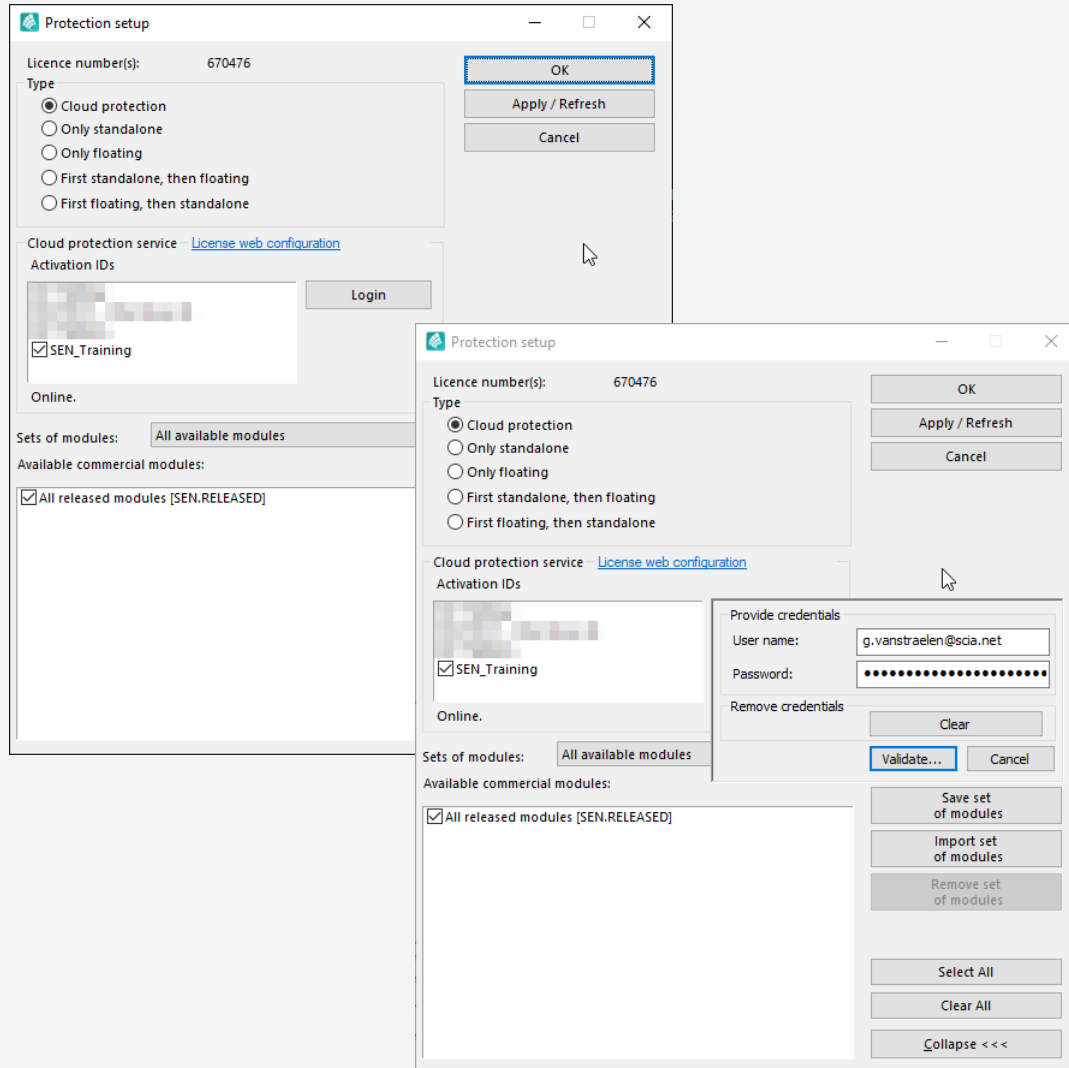 Protection setup
Licence number(s): 670476
Type
Cloud protection
Only standalone
Only floating
First standalone, then floating
First floating, then standalone
OK
Apply / Refresh
Cancel
Cloud protection service License web configuration
Activation IDs
SEN_Training
Login
Online.
Sets of modules: All available modules
Available commercial modules:
All released modules [SEN.RELEASED]
Protection setup
Licence number(s): 670476
Type
Cloud protection
Only standalone
Only floating
First standalone, then floating
First floating, then standalone
OK
Apply / Refresh
Cancel
Cloud protection service License web configuration
Activation IDs
SEN_Training
Online.
Provide credentials
User name: g.vanstraelen@scia.net
Password: ●●●●●●●●●●●●●●●●●●●●●●
Remove credentials
Clear
Validate... Cancel
Sets of modules: All available modules
Available commercial modules:
All released modules [SEN.RELEASED]
Save set
of modules
Import set
of modules
Remove set
of modules
Select All
Clear All
Collapse <<<